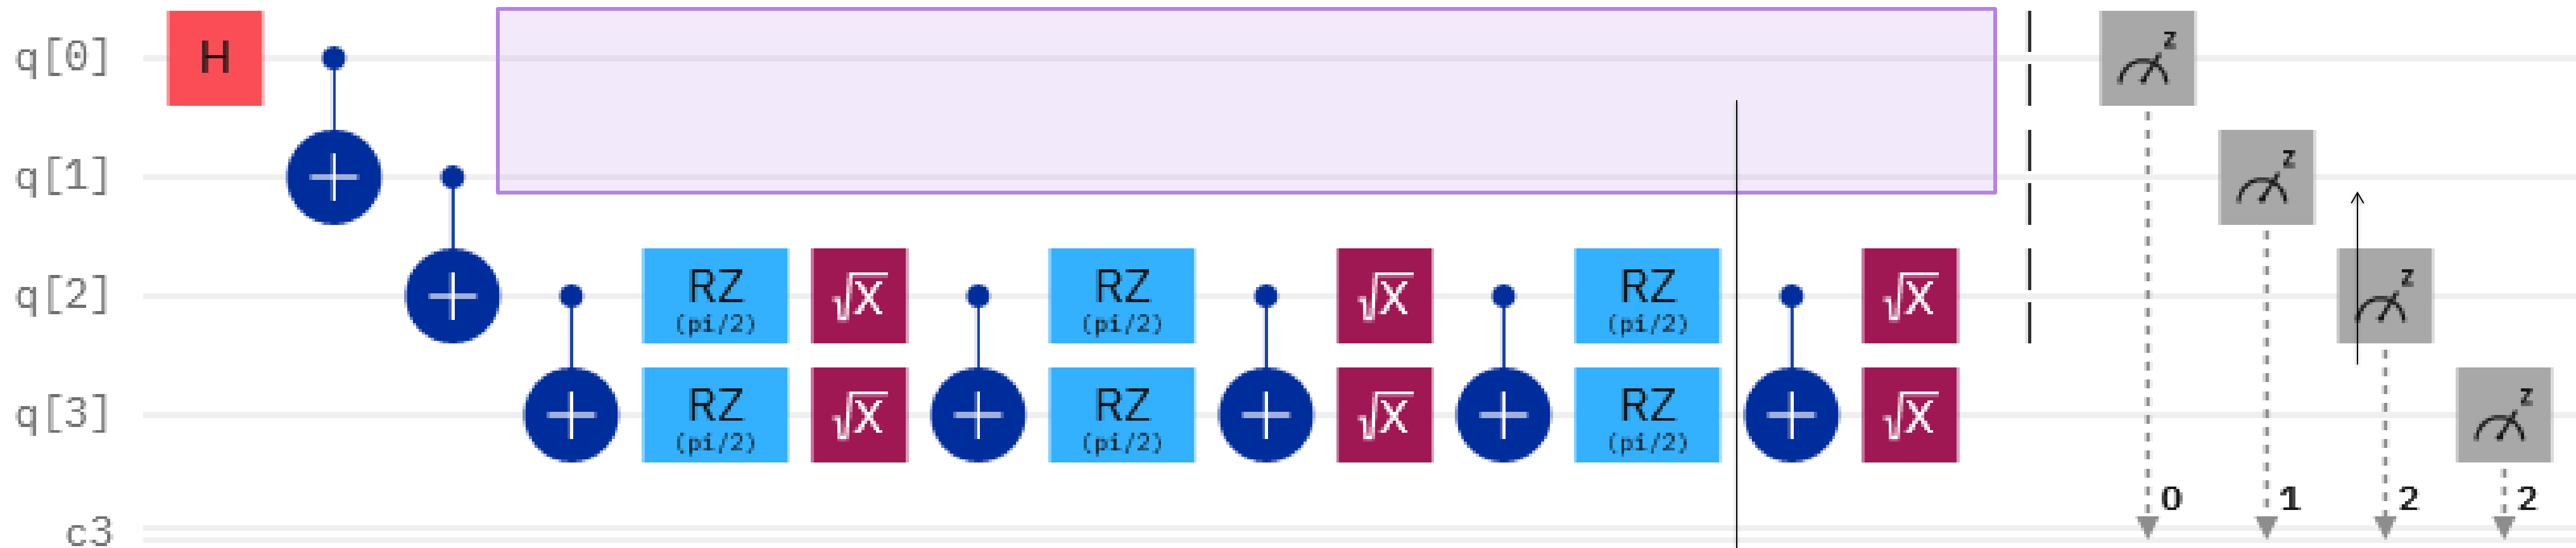 q[0] H z
q[1] z
q[2] RZ (pi/2) √X RZ (pi/2) √X RZ (pi/2) √X z
q[3] RZ (pi/2) √X RZ (pi/2) √X RZ (pi/2) √X z
c3 0 1 2 2